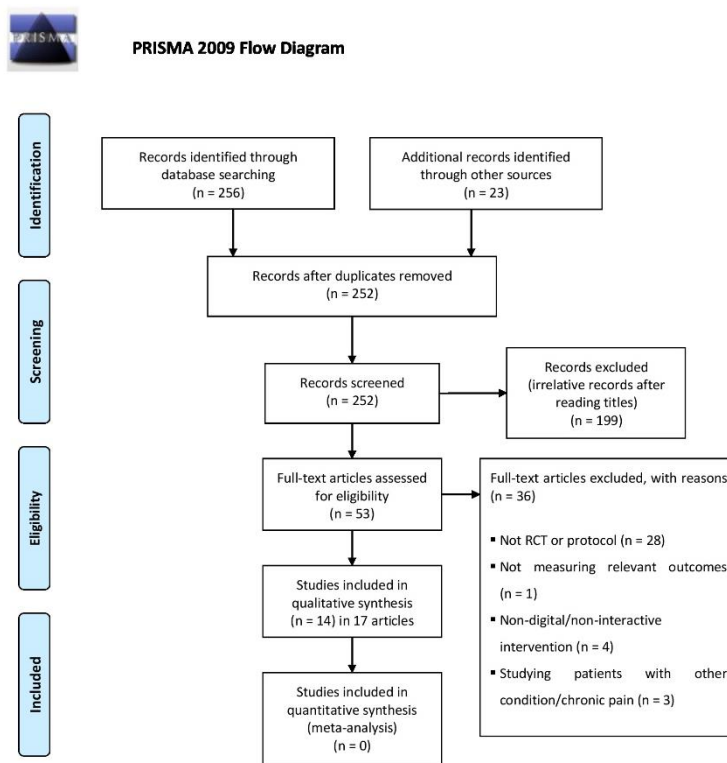 PRISMA
PRISMA 2009 Flow Diagram
Identification
Records identified through
database searching
(n = 256)
Additional records identified
through other sources
(n = 23)
Records after duplicates removed
(n = 252)
Screening
Records screened
(n = 252)
Records excluded
(irrelative records after
reading titles)
(n = 199)
Eligibility
Full-text articles assessed
for eligibility
(n = 53)
Full-text articles excluded, with reasons
(n = 36)
▪ Not RCT or protocol (n = 28)
▪ Not measuring relevant outcomes
(n = 1)
▪ Non-digital/non-interactive
intervention (n = 4)
▪ Studying patients with other
condition/chronic pain (n = 3)
Studies included in
qualitative synthesis
(n = 14) in 17 articles
Included
Studies included in
quantitative synthesis
(meta-analysis)
(n = 0)